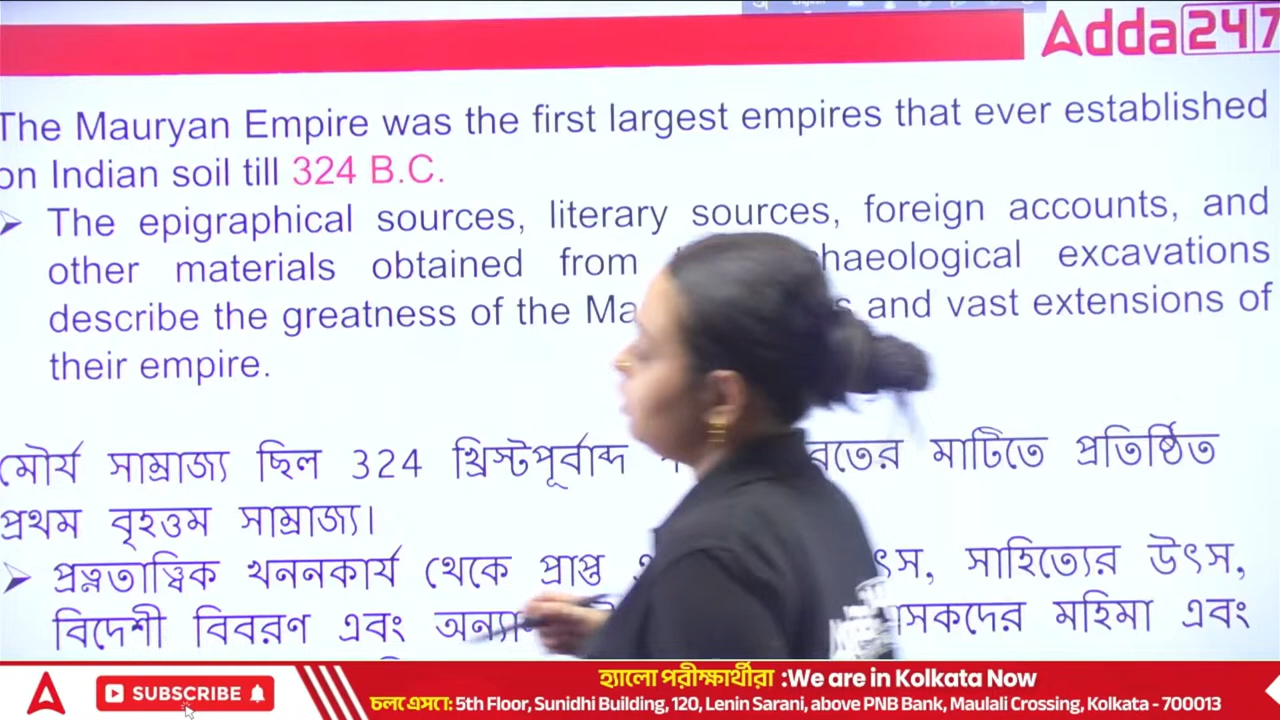 Adda247
The Mauryan Empire was the first largest empires that ever established
on Indian soil till 324 B.C.
➤ The epigraphical sources, literary sources, foreign accounts, and
other materials obtained from haeological excavations
describe the greatness of the Ma s and vast extensions of
their empire.
মৌর্য সাম্রাজ্য ছিল 324 খ্রিস্টপূর্বাব্দ রতের মাটিতে প্রতিষ্ঠিত
প্রথম বৃহত্তম সাম্রাজ্য।
➤ প্রত্নতাত্ত্বিক খননকার্য থেকে প্রাপ্ত ৎস, সাহিত্যের উৎস,
বিদেশী বিবরণ এবং অন্যান সকদের মহিমা এবং
SUBSCRIBE
হ্যালো পরীক্ষার্থীরা :We are in Kolkata Now
চলে এসো: 5th Floor, Sunidhi Building, 120, Lenin Sarani, above PNB Bank, Maulali Crossing, Kolkata - 700013